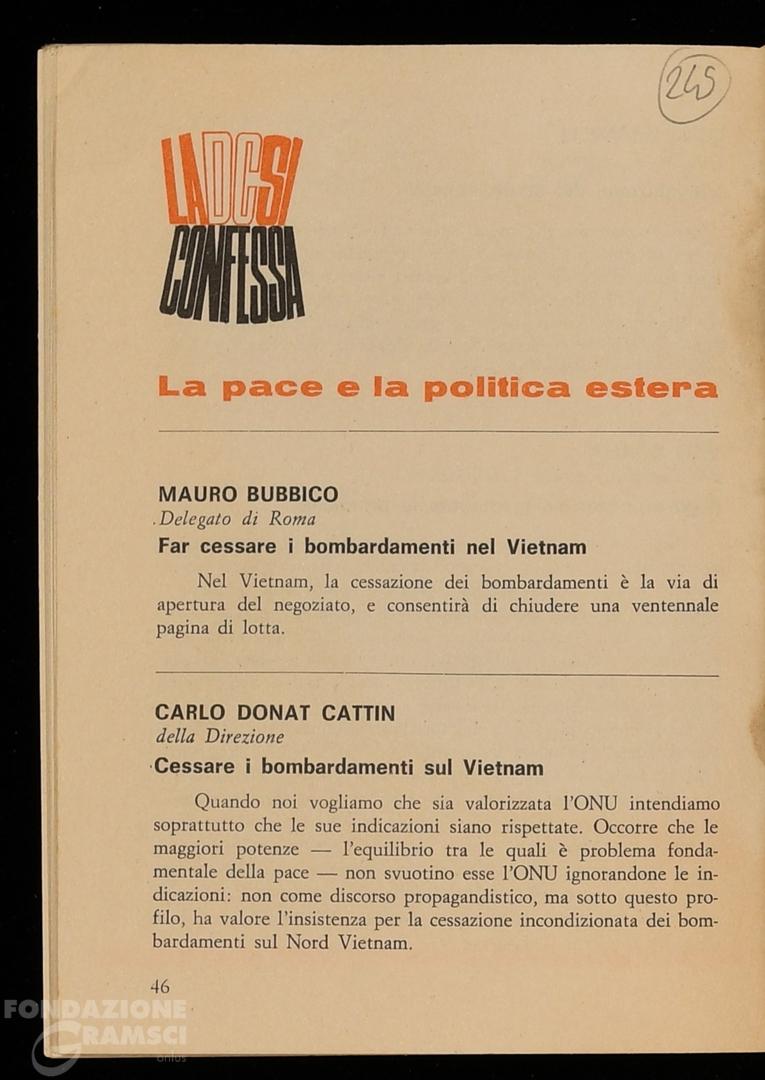 245
LA DC SI
CONFESSA
La pace e la politica estera
MAURO BUBBICO
Delegato di Roma
Far cessare i bombardamenti nel Vietnam
Nel Vietnam, la cessazione dei bombardamenti è la via di
apertura del negoziato, e consentirà di chiudere una ventennale
pagina di lotta.
CARLO DONAT CATTIN
della Direzione
Cessare i bombardamenti sul Vietnam
Quando noi vogliamo che sia valorizzata l'ONU intendiamo
soprattutto che le sue indicazioni siano rispettate. Occorre che le
maggiori potenze — l'equilibrio tra le quali è problema fonda-
mentale della pace — non svuotino esse l'ONU ignorandone le in-
dicazioni: non come discorso propagandistico, ma sotto questo pro-
filo, ha valore l'insistenza per la cessazione incondizionata dei bom-
bardamenti sul Nord Vietnam.
46
FONDAZIONE
GRAMSCI
onlus